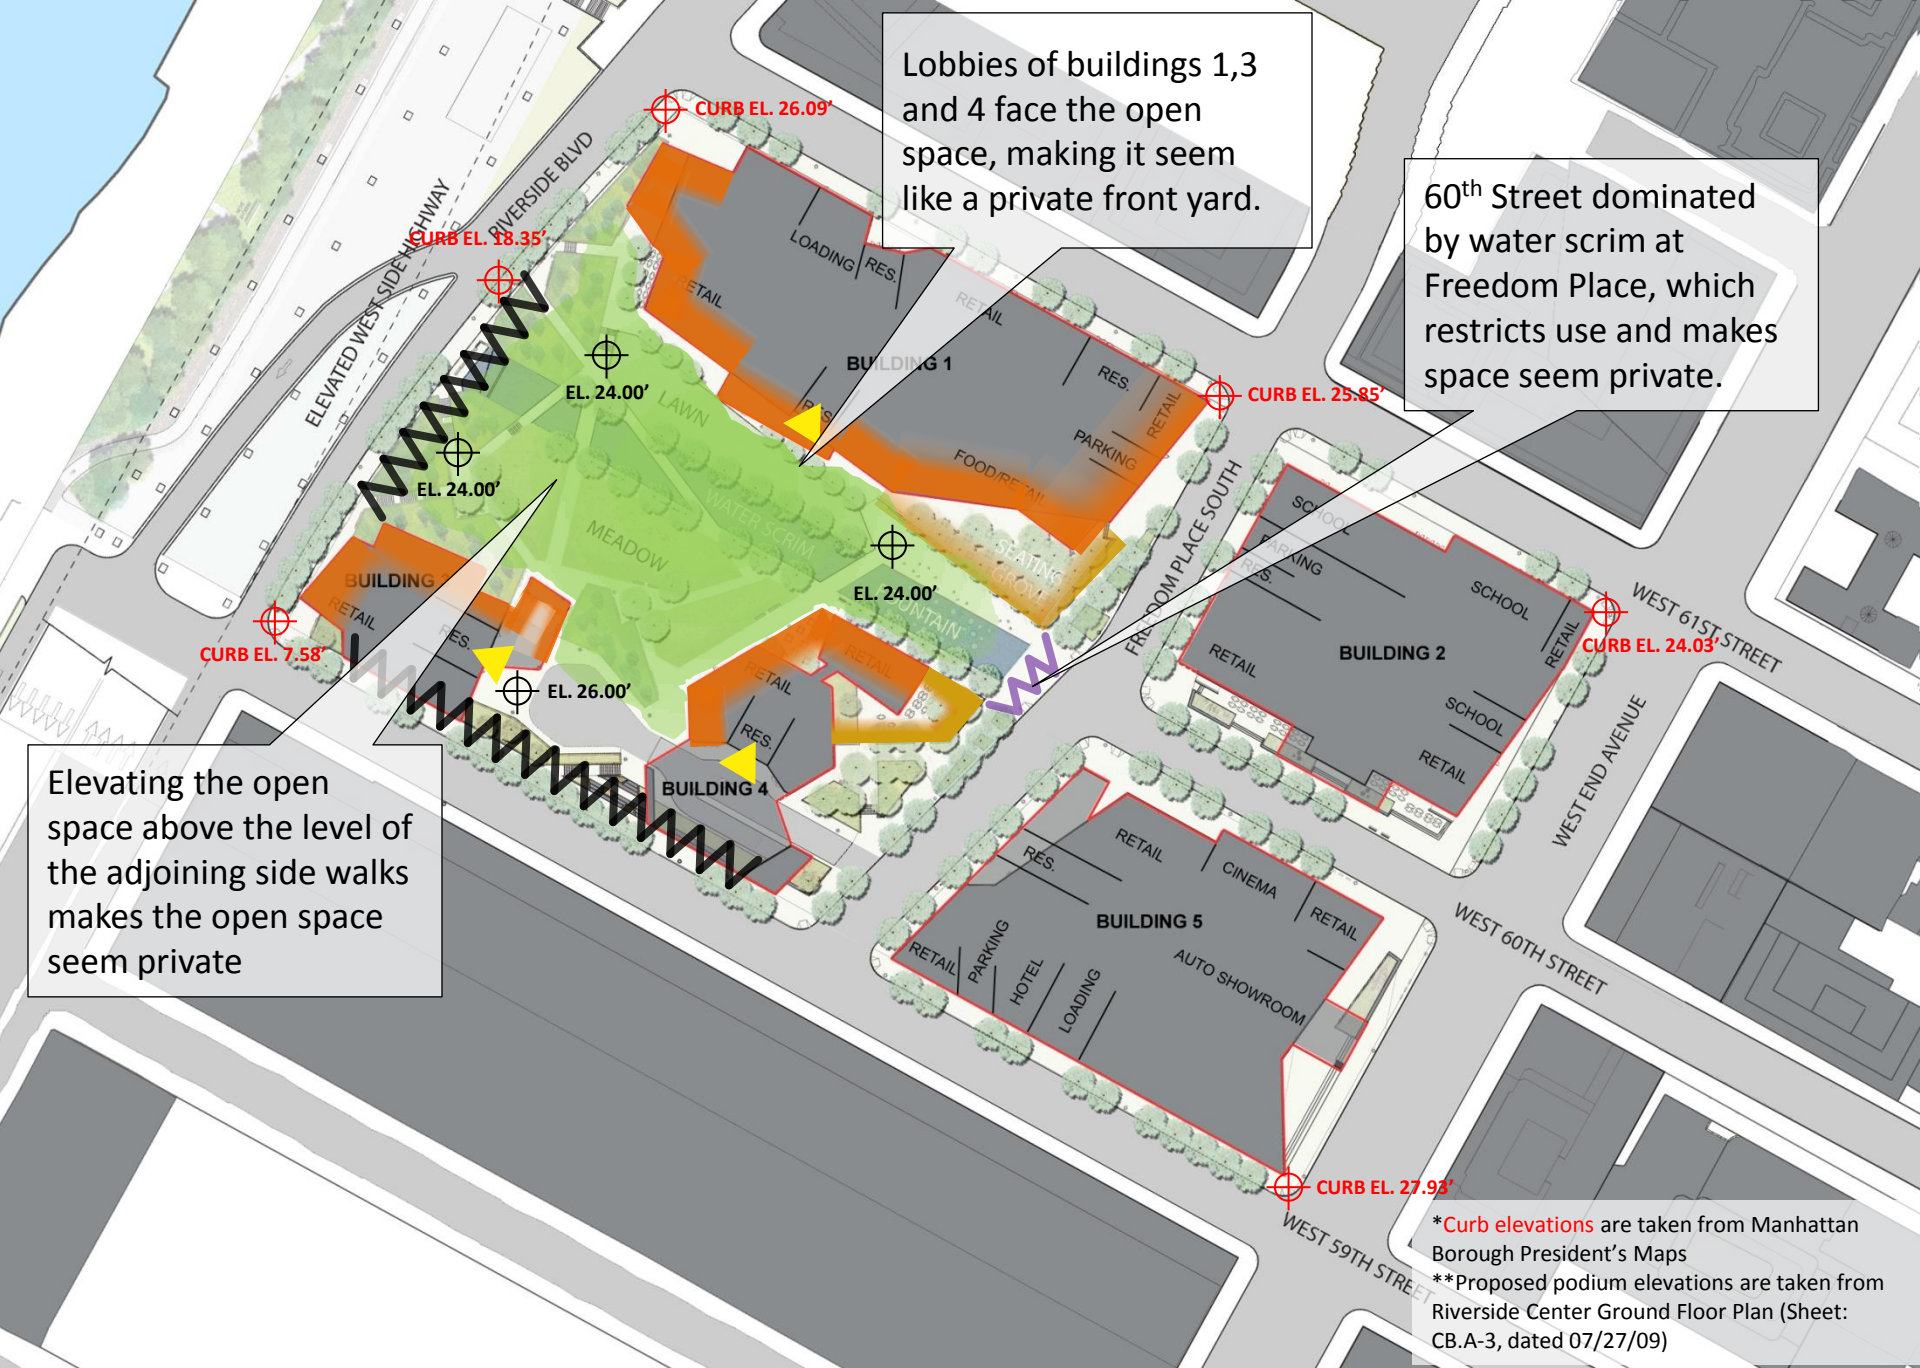 Lobbies of buildings 1,3
and 4 face the open
space, making it seem
like a private front yard.
60th Street dominated
by water scrim at
Freedom Place, which
restricts use and makes
space seem private.
Elevating the open
space above the level of
the adjoining side walks
makes the open space
seem private
CURB EL. 26.09'
RIVERSIDE BLVD
CURB EL. 18.35'
ELEVATED WEST SIDE HIGHWAY
EL. 24.00'
EL. 24.00'
EL. 24.00'
EL. 26.00'
CURB EL. 7.58'
CURB EL. 25.85'
CURB EL. 24.03'
CURB EL. 27.93'
LOADING
RES.
RETAIL
RETAIL
BUILDING 1
RES.
RES.
RETAIL
PARKING
FOOD/RETAIL
LAWN
WATER SCRIM
MEADOW
SEATING
GROVE
FOUNTAIN
FREEDOM PLACE SOUTH
BUILDING
RETAIL
RES.
RETAIL
RETAIL
RES.
BUILDING 4
SCHOOL
PARKING
RES.
SCHOOL
RETAIL
RETAIL
BUILDING 2
SCHOOL
RETAIL
WEST 61ST STREET
WEST END AVENUE
RES.
RETAIL
CINEMA
RETAIL
BUILDING 5
RETAIL
PARKING
HOTEL
LOADING
AUTO SHOWROOM
WEST 60TH STREET
WEST 59TH STREET
*Curb elevations are taken from Manhattan
Borough President's Maps
**Proposed podium elevations are taken from
Riverside Center Ground Floor Plan (Sheet:
CB.A-3, dated 07/27/09)